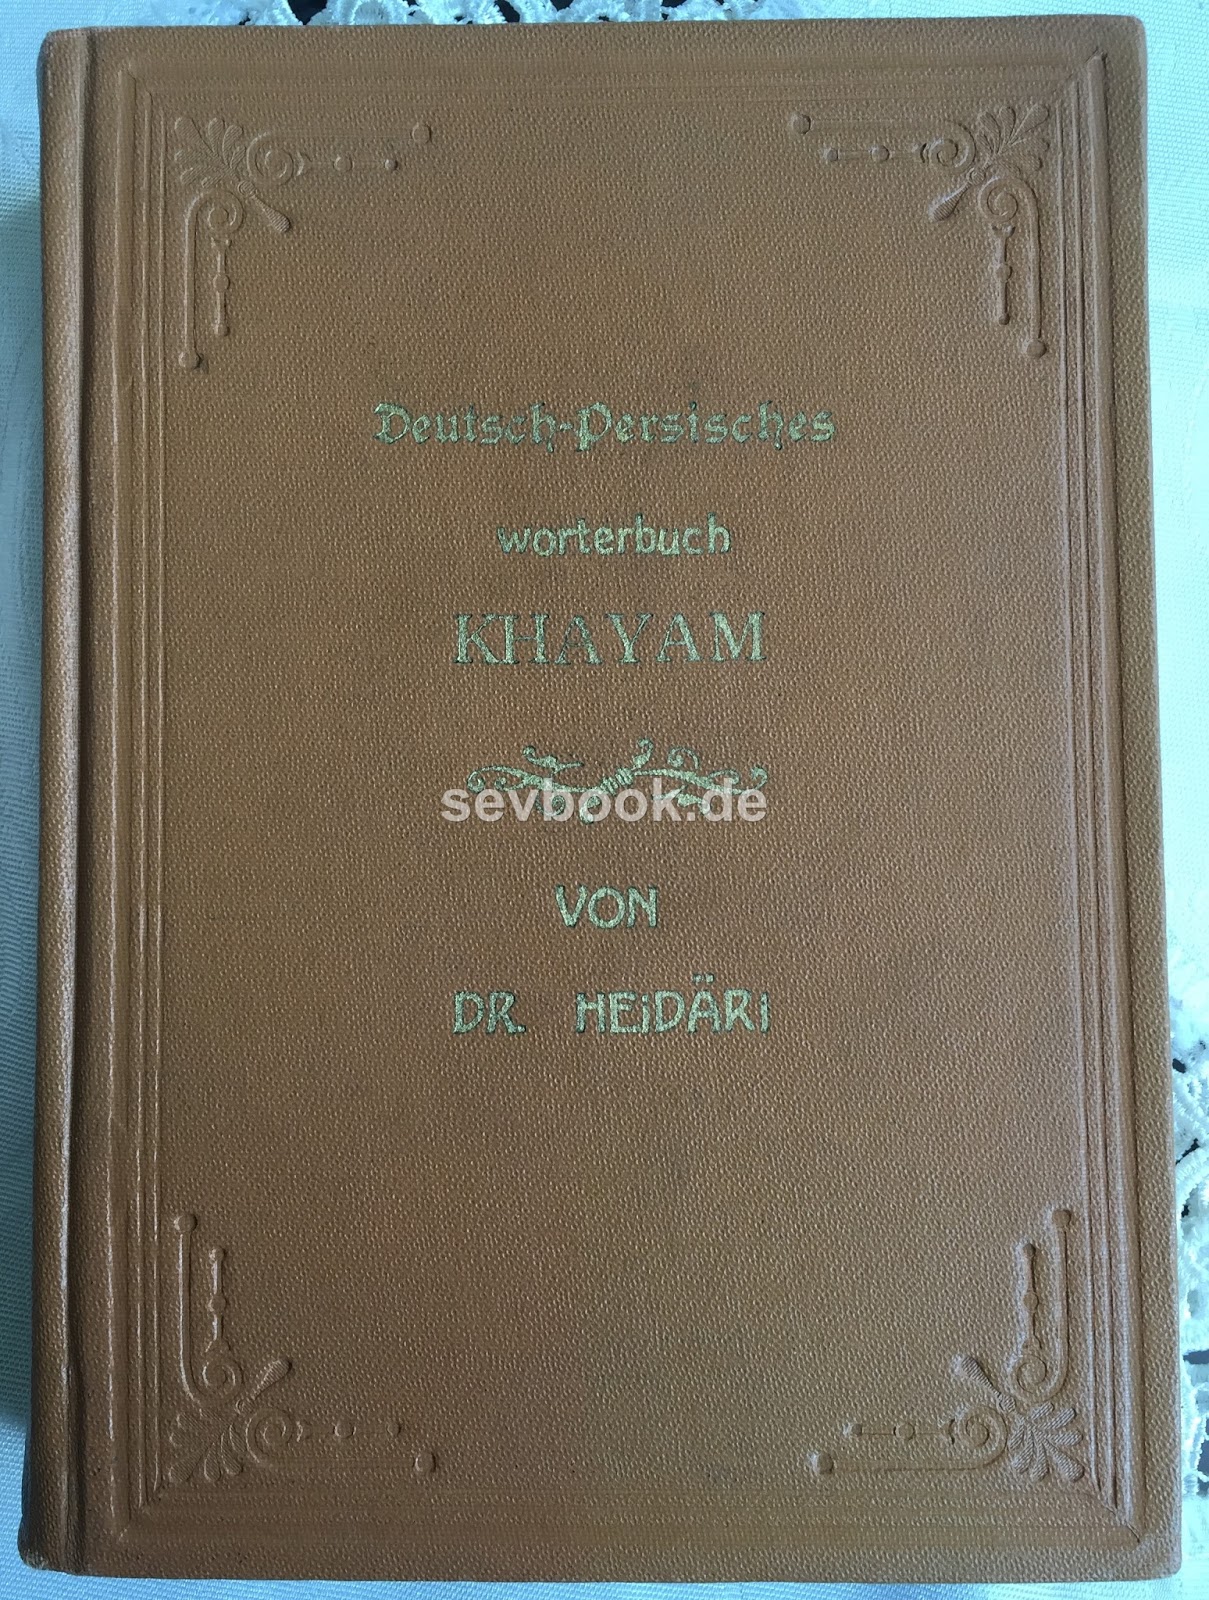 Deutsch-Persisches
worterbuch
KHAYAM
sevbook.de
VON
DR. HEiDÄRi